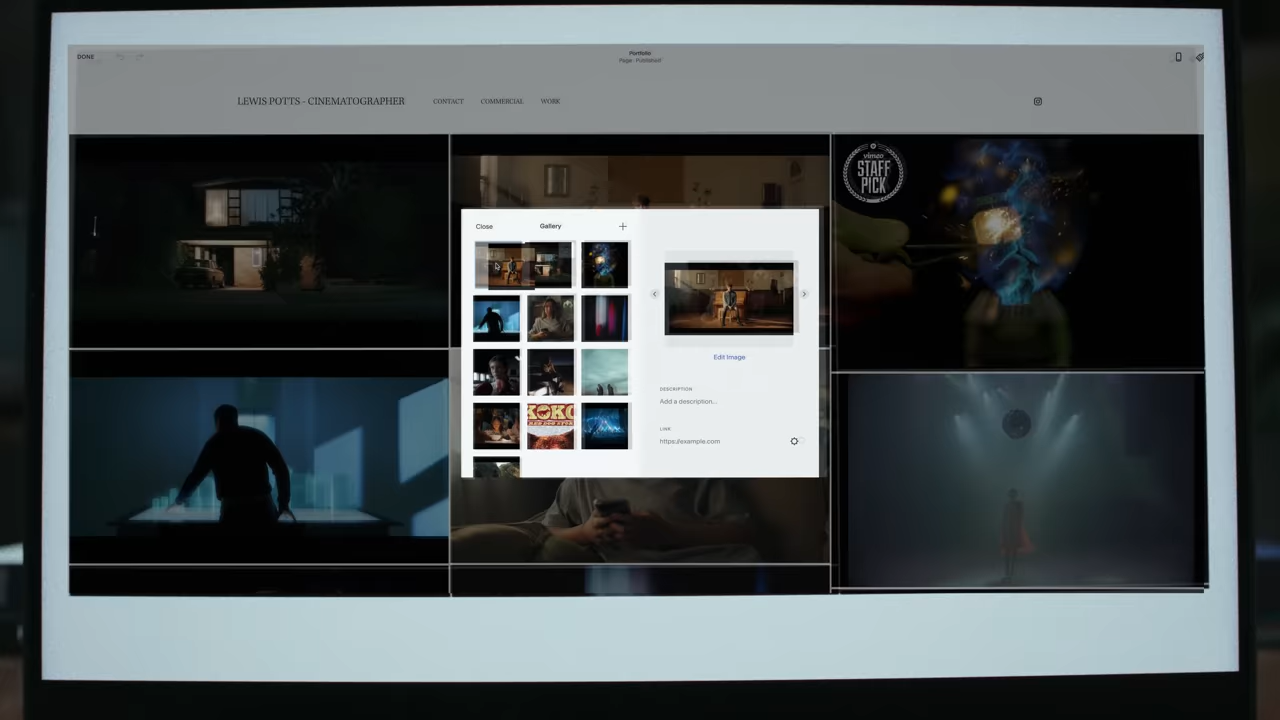 DONE
Portfolio
Page · Published
LEWIS POTTS - CINEMATOGRAPHER
CONTACT
COMMERCIAL
WORK
vimeo
STAFF
PICK
Close
Gallery
Edit Image
DESCRIPTION
Add a description...
LINK
https://example.com
KOKO